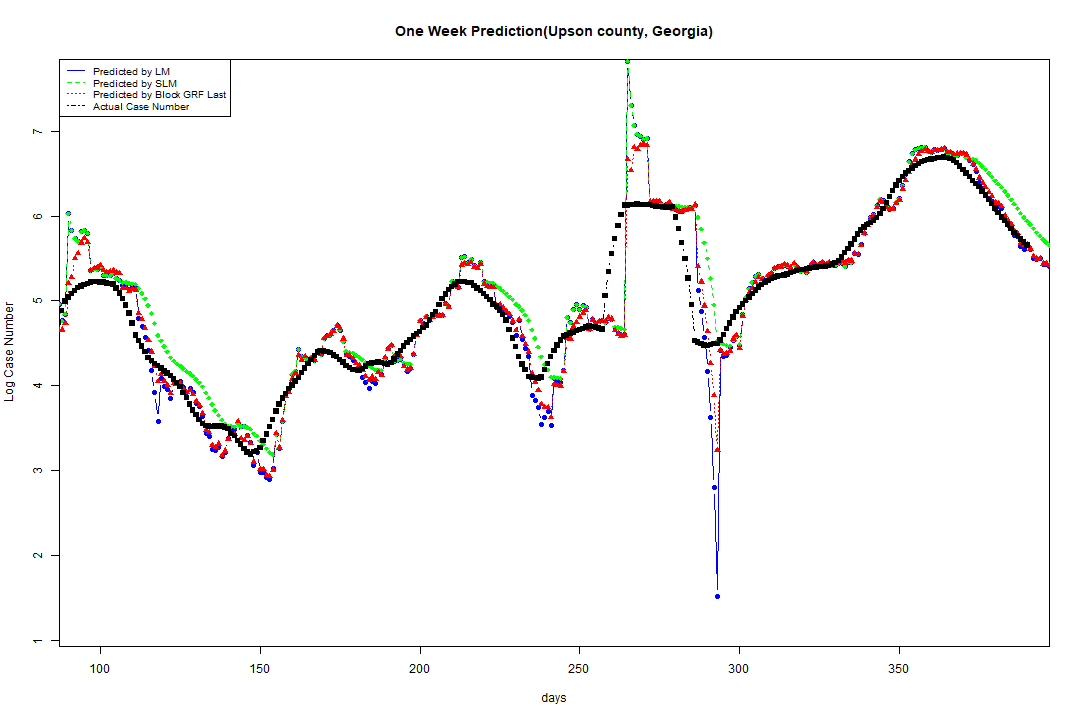 One Week Prediction(Upson county, Georgia)
Predicted by LM
Predicted by SLM
Predicted by Block GRF Last
Actual Case Number
Log Case Number
7
6
5
4
3
2
1
100 150 200 250 300 350
days